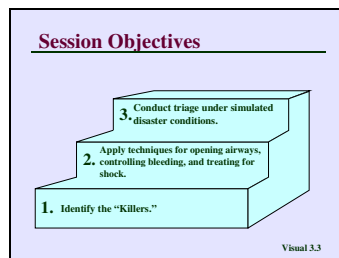 Session Objectives
3. Conduct triage under simulated
disaster conditions.
2. Apply techniques for opening airways,
controlling bleeding, and treating for
shock.
1. Identify the “Killers.”
Visual 3.3